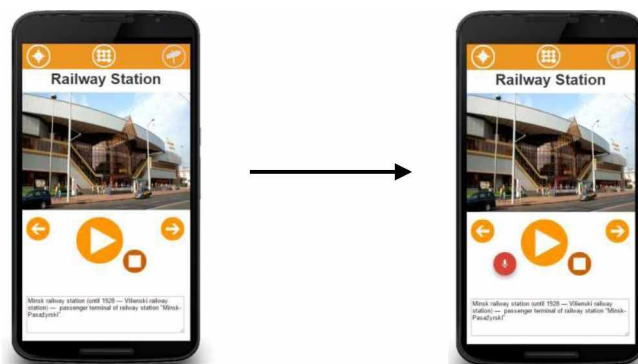 Railway Station
Minsk railway station (until 1928 — Vilienski railway
station) — passenger terminal of railway station "Minsk-
Pasažyrski"
Railway Station
Minsk railway station (until 1928 — Vilienski railway
station) — passenger terminal of railway station "Minsk-
Pasažyrski"